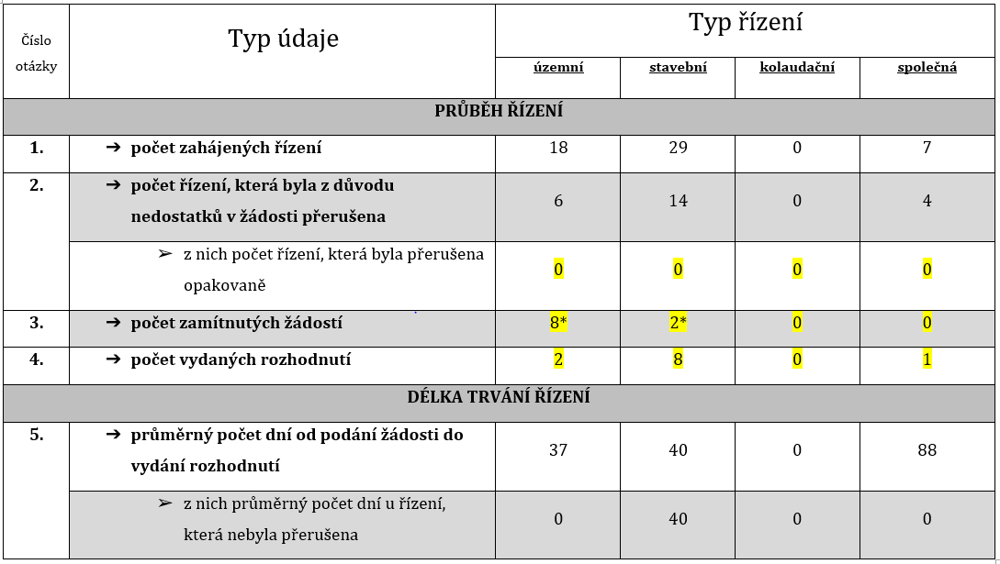 Číslo otázky
Typ údaje
Typ řízení
územní stavební kolaudační společná
PRŮBĚH ŘÍZENÍ
1. ➔ počet zahájených řízení 18 29 0 7
2. ➔ počet řízení, která byla z důvodu
nedostatků v žádosti přerušena 6 14 0 4
➢ z nich počet řízení, která byla přerušena
opakovaně 0 0 0 0
3. ➔ počet zamítnutých žádostí 8* 2* 0 0
4. ➔ počet vydaných rozhodnutí 2 8 0 1
DÉLKA TRVÁNÍ ŘÍZENÍ
5. ➔ průměrný počet dní od podání žádosti do
vydání rozhodnutí 37 40 0 88
➢ z nich průměrný počet dní u řízení,
která nebyla přerušena 0 40 0 0